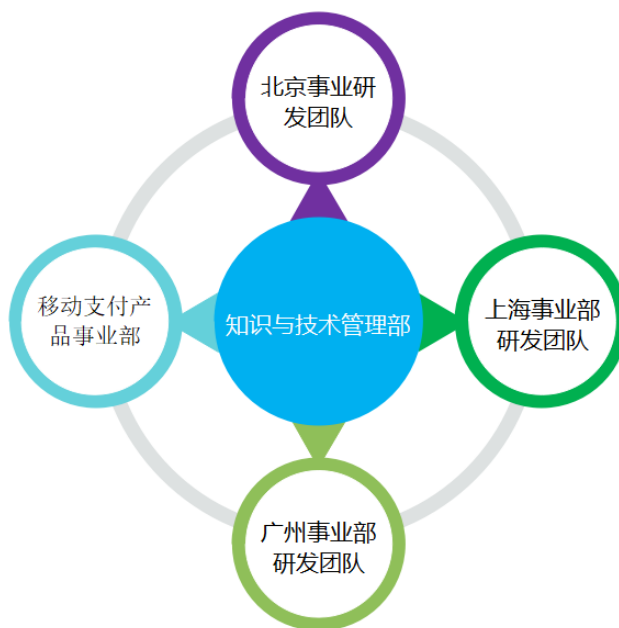 北京事业研
发团队
移动支付产
品事业部
知识与技术管理部
上海事业部
研发团队
广州事业部
研发团队